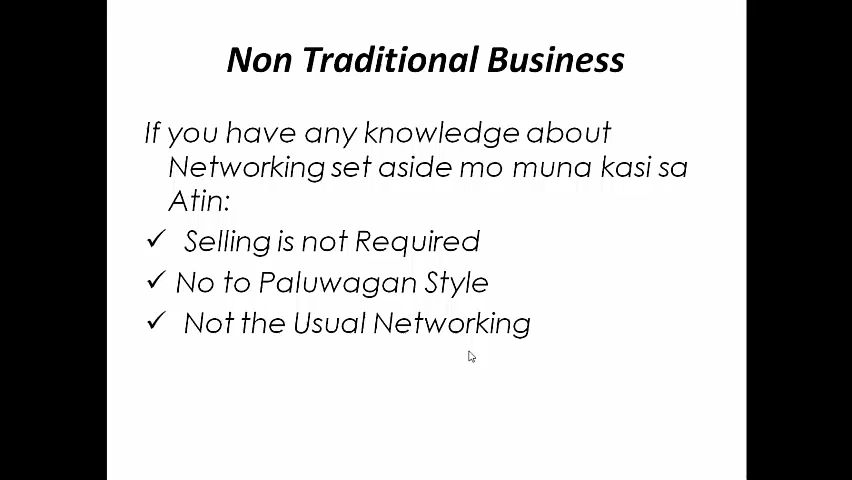 Non Traditional Business
If you have any knowledge about
Networking set aside mo muna kasi sa
Atin:
✓ Selling is not Required
✓ No to Paluwagan Style
✓ Not the Usual Networking